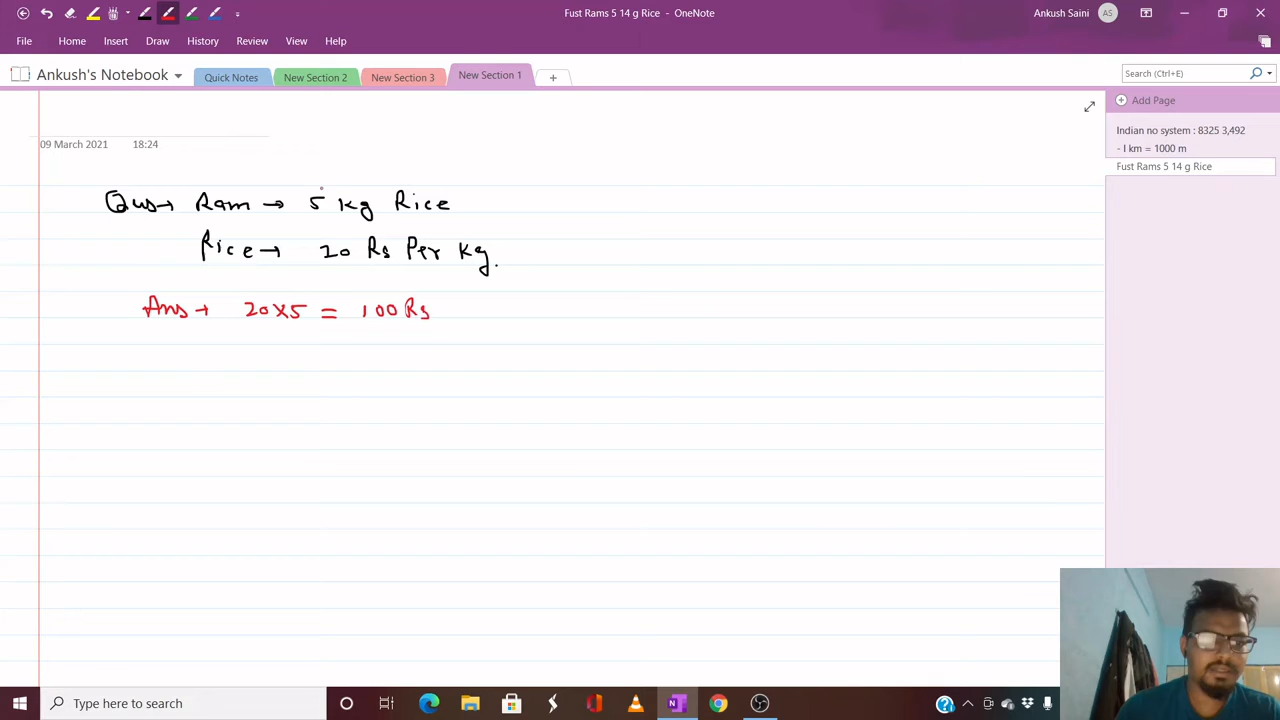 Fust Rams 5 14 g Rice - OneNote
Ankush Saini
AS
File Home Insert Draw History Review View Help
Ankush's Notebook
Quick Notes
New Section 2
New Section 3
New Section 1
Search (Ctrl+E)
Add Page
Indian no system : 8325 3,492
- I km = 1000 m
Fust Rams 5 14 g Rice
09 March 2021 18:24
Ques→ Ram → 5 kg Rice
Rice → 20 Rs Per Kg.
Ans → 20x5 = 100 Rs
Type here to search